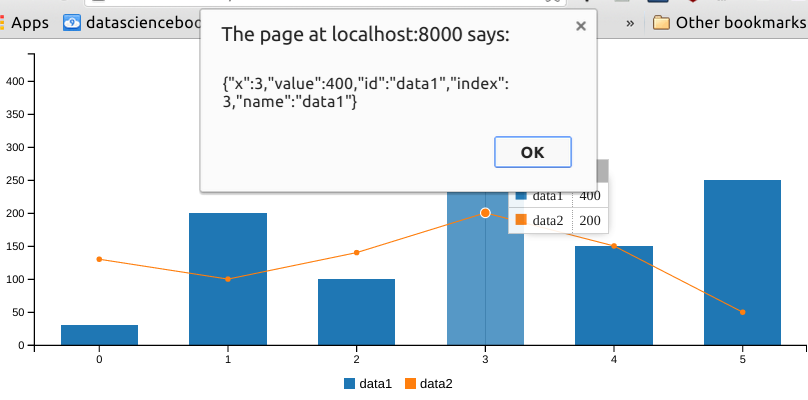 Apps datasciencebo
The page at localhost:8000 says:
×
» Other bookmarks
{"x":3,"value":400,"id":"data1","index":
3,"name":"data1"}
OK
400
350
300
250
200
150
100
50
0
data1 400
data2 200
0 1 2 3 4 5
data1 data2